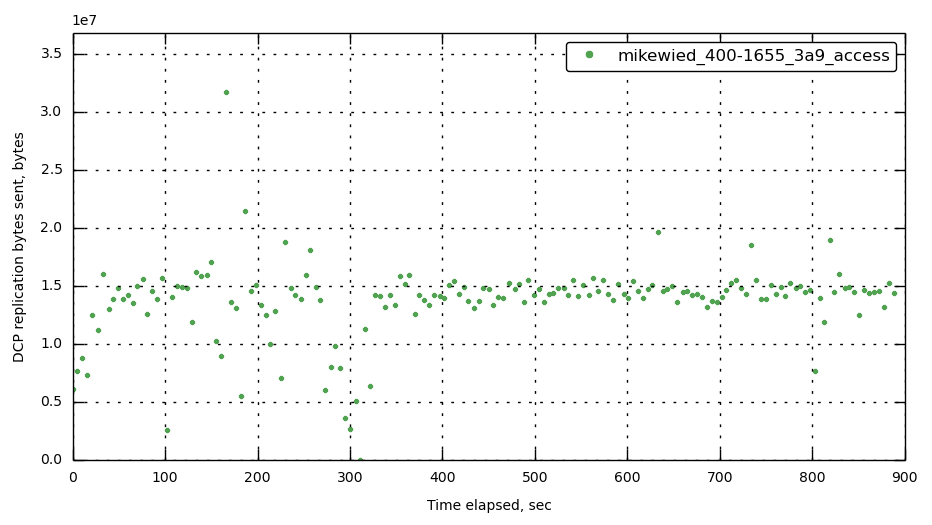 1e7
3.5
mikewied_400-1655_3a9_access
3.0
2.5
2.0
1.5
1.0
0.5
0.0
DCP replication bytes sent, bytes
0 100 200 300 400 500 600 700 800 900
Time elapsed, sec